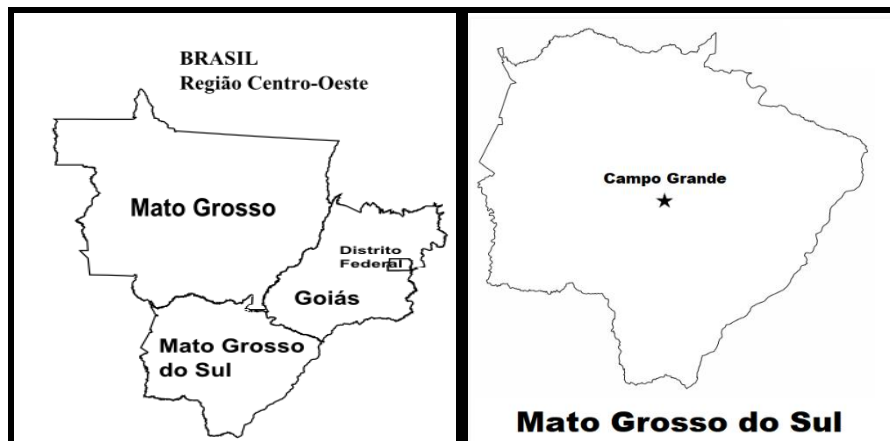 BRASIL
Região Centro-Oeste
Mato Grosso
Distrito
Federal
Goiás
Mato Grosso
do Sul
Campo Grande
Mato Grosso do Sul